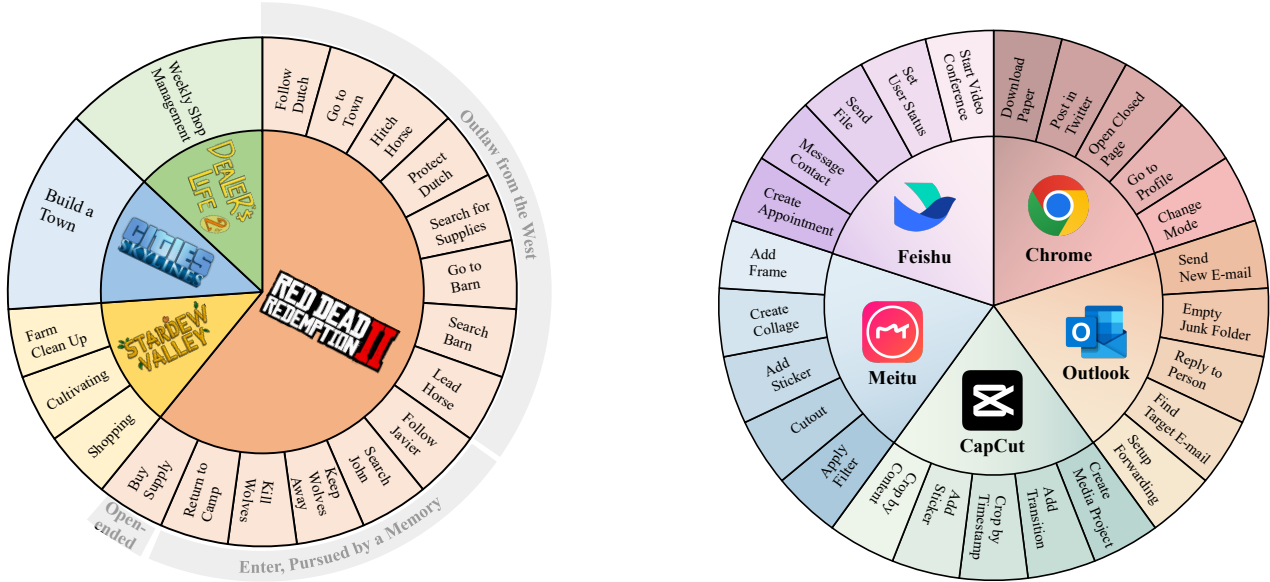 Outlaw from the West
Follow
Dutch
Go to
Town
Hitch
Horse
Protect
Dutch
Search for
Supplies
Go to
Barn
Search
Barn
Lead
Horse
Follow
Javier
Search
John
Keep
Wolves
Away
Kill
Wolves
Return to
Camp
Buy
Supply
Enter, Pursued by a Memory
Open-
ended
Shopping
Cultivating
Farm
Clean Up
Build a
Town
Weekly Shop
Management
DEALER'S
LIFE
2
CITIES
SKYLINES
STARDEW
VALLEY
RED DEAD
REDEMPTION II
Download
Paper
Post in
Twitter
Open Closed
Page
Go to
Profile
Change
Mode
Send
New E-mail
Empty
Junk Folder
Reply to
Person
Find
Target E-mail
Setup
Forwarding
Create
Media Project
Add
Transition
Crop by
Timestamp
Add
Sticker
Crop by
Content
Apply
Filter
Cutout
Add
Sticker
Create
Collage
Add
Frame
Create
Appointment
Message
Contact
Send
File
Set
User Status
Start Video
Conference
Feishu
Chrome
Outlook
CapCut
Meitu